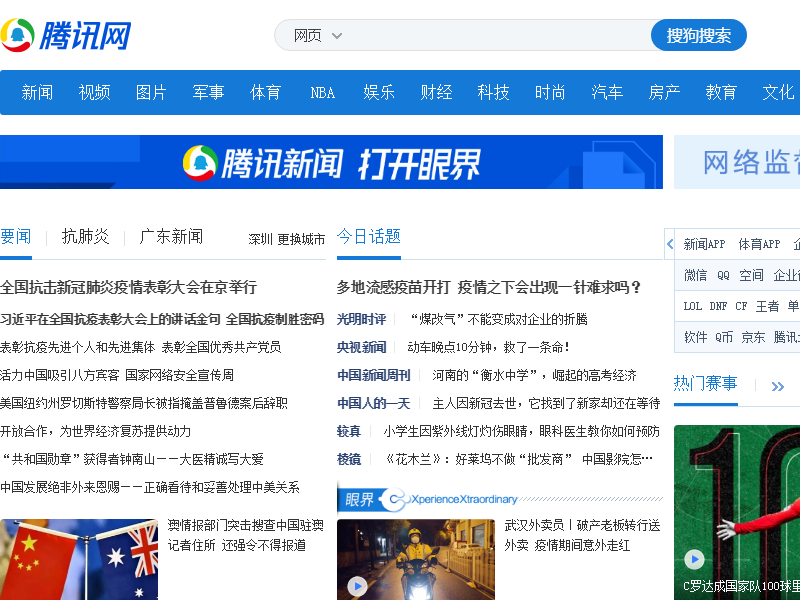 腾讯网
网页 搜狗搜索
新闻 视频 图片 军事 体育 NBA 娱乐 财经 科技 时尚 汽车 房产 教育 文化
腾讯新闻 打开眼界
网络监
要闻 抗肺炎 广东新闻 深圳 更换城市
全国抗击新冠肺炎疫情表彰大会在京举行
习近平在全国抗疫表彰大会上的讲话金句 全国抗疫制胜密码
表彰抗疫先进个人和先进集体 表彰全国优秀共产党员
活力中国吸引八方宾客 国家网络安全宣传周
美国纽约州罗切斯特警察局长被指掩盖普鲁德案后辞职
开放合作，为世界经济复苏提供动力
“共和国勋章”获得者钟南山——大医精诚写大爱
中国发展绝非外来恩赐——正确看待和妥善处理中美关系
澳情报部门突击搜查中国驻澳
记者住所 还强令不得报道
今日话题
多地流感疫苗开打 疫情之下会出现一针难求吗？
光明时评 “煤改气”不能变成对企业的折腾
央视新闻 动车晚点10分钟，救了一条命！
中国新闻周刊 河南的“衡水中学”，崛起的高考经济
中国人的一天 主人因新冠去世，它找到了新家却还在等待
较真 小学生因紫外线灯灼伤眼睛，眼科医生教你如何预防
棱镜 《花木兰》：好莱坞不做“批发商” 中国影院怎…
眼界 XperienceXtraordinary
武汉外卖员丨破产老板转行送
外卖 疫情期间意外走红
新闻APP 体育APP
微信 QQ 空间 企业
LOL DNF CF 王者 单
软件 Q币 京东 腾讯
热门赛事
10
C罗达成国家队100球里